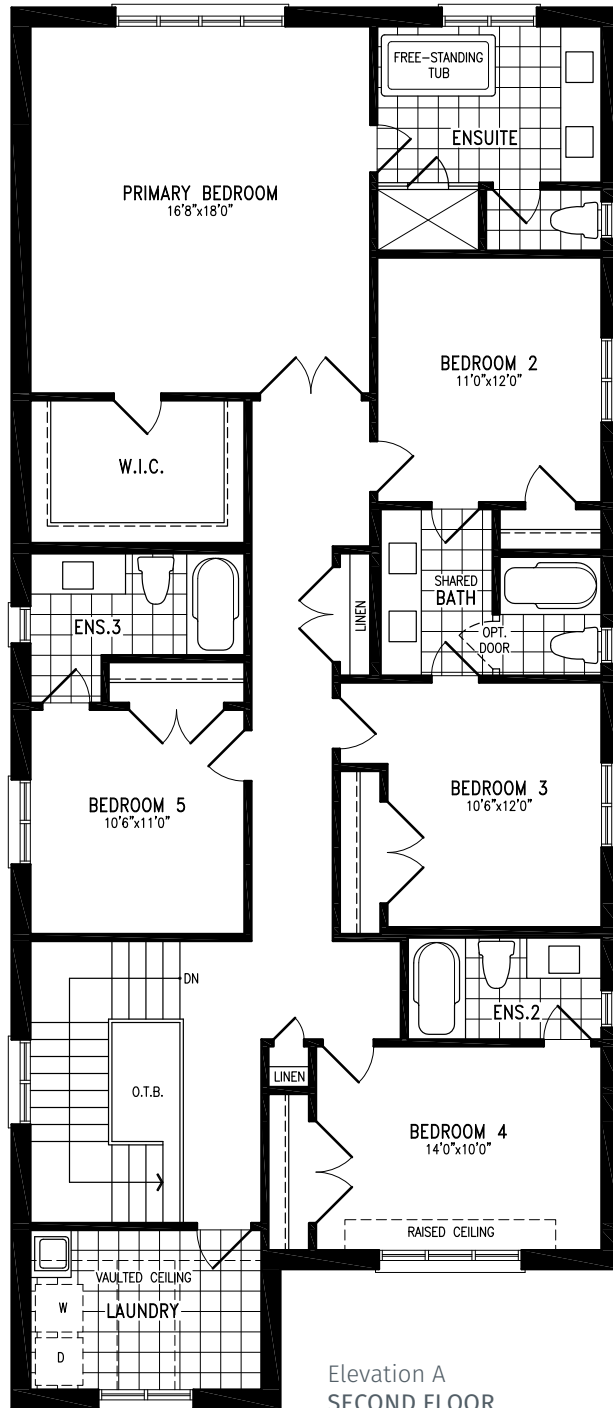 FREE-STANDING
TUB
ENSUITE
PRIMARY BEDROOM
16'8"x18'0"
BEDROOM 2
11'0"x12'0"
W.I.C.
ENS.3
LINEN
SHARED
BATH
OPT.
DOOR
BEDROOM 5
10'6"x11'0"
BEDROOM 3
10'6"x12'0"
DN
ENS.2
O.T.B.
LINEN
BEDROOM 4
14'0"x10'0"
RAISED CEILING
VAULTED CEILING
LAUNDRY
W
D
Elevation A
SECOND FLOOR